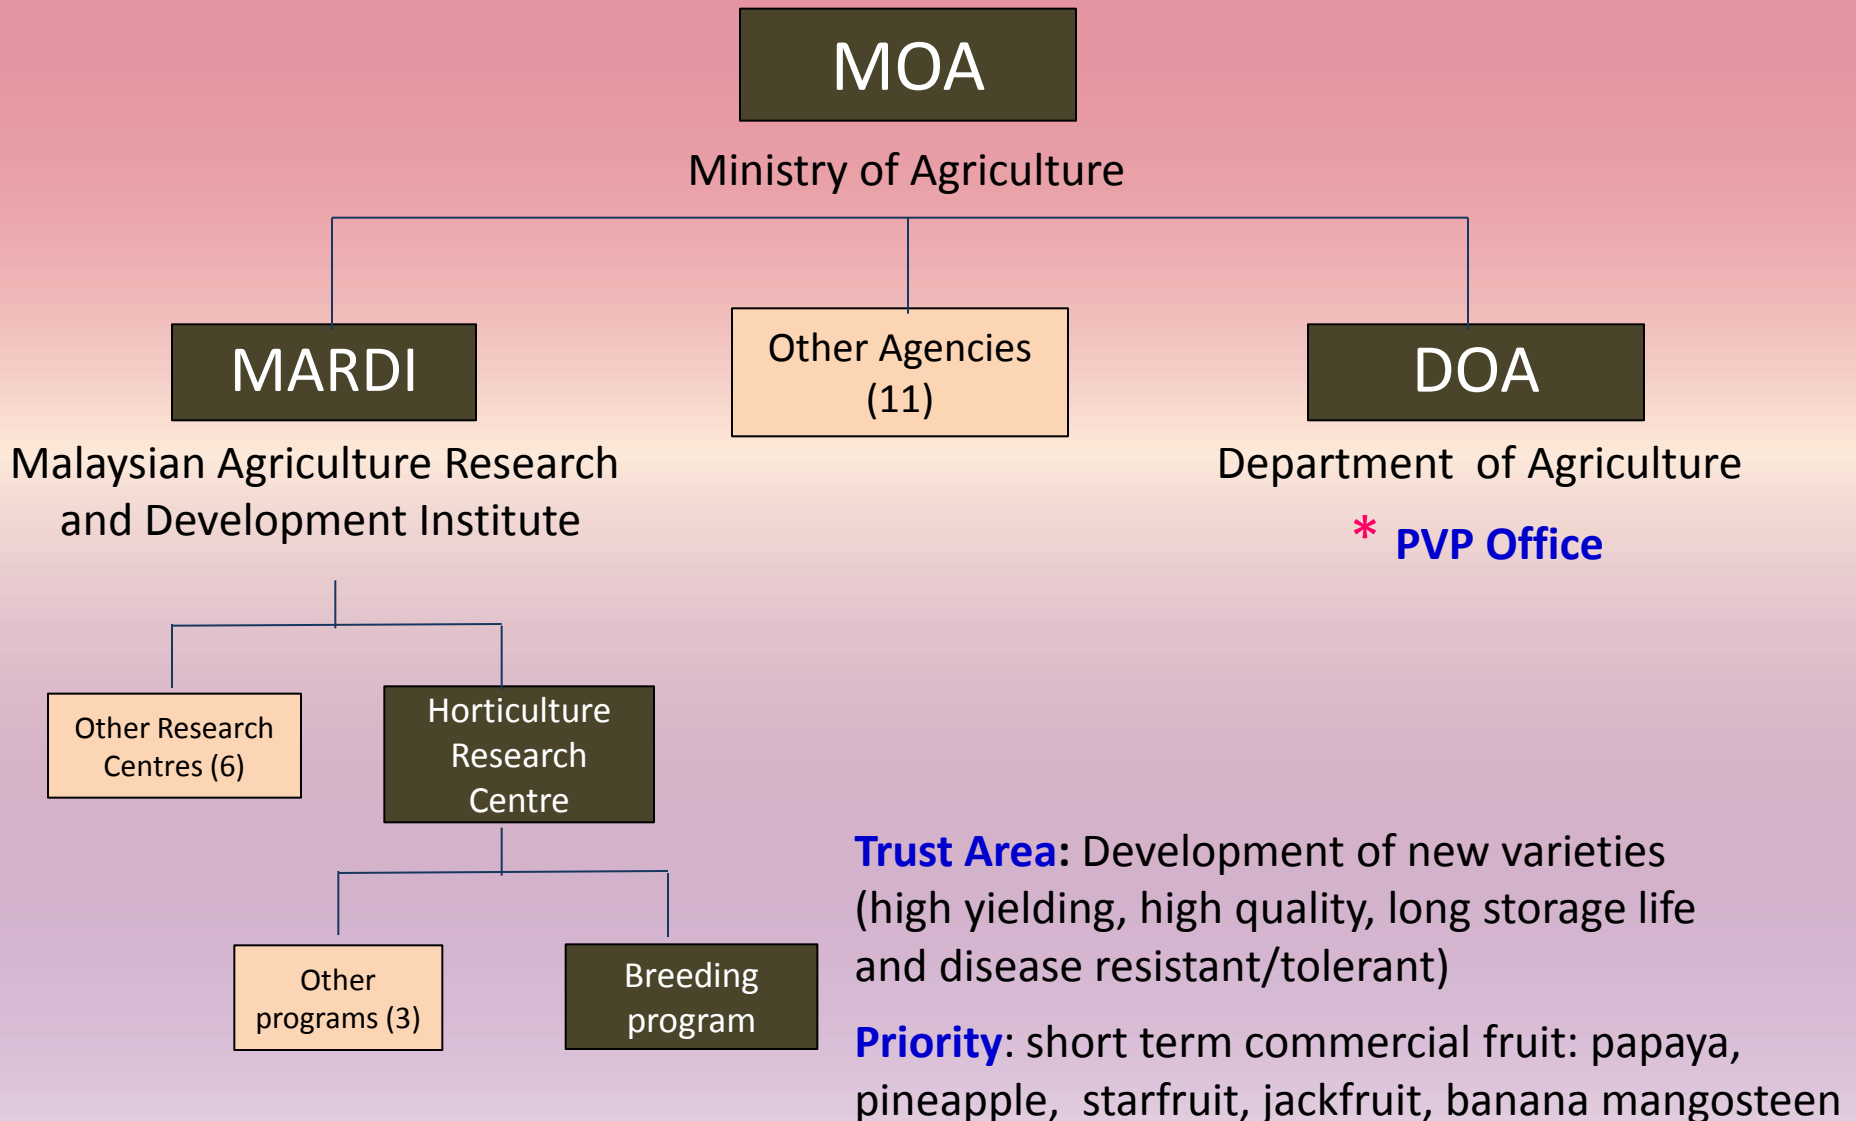 MOA
Ministry of Agriculture
MARDI
Malaysian Agriculture Research
and Development Institute
Other Agencies
(11)
DOA
Department  of Agriculture
* PVP Office
Other Research
Centres (6)
Horticulture
Research
Centre
Other
programs (3)
Breeding
program
Trust Area: Development of new varieties
(high yielding, high quality, long storage life
and disease resistant/tolerant)
Priority: short term commercial fruit: papaya,
pineapple,  starfruit, jackfruit, banana mangosteen